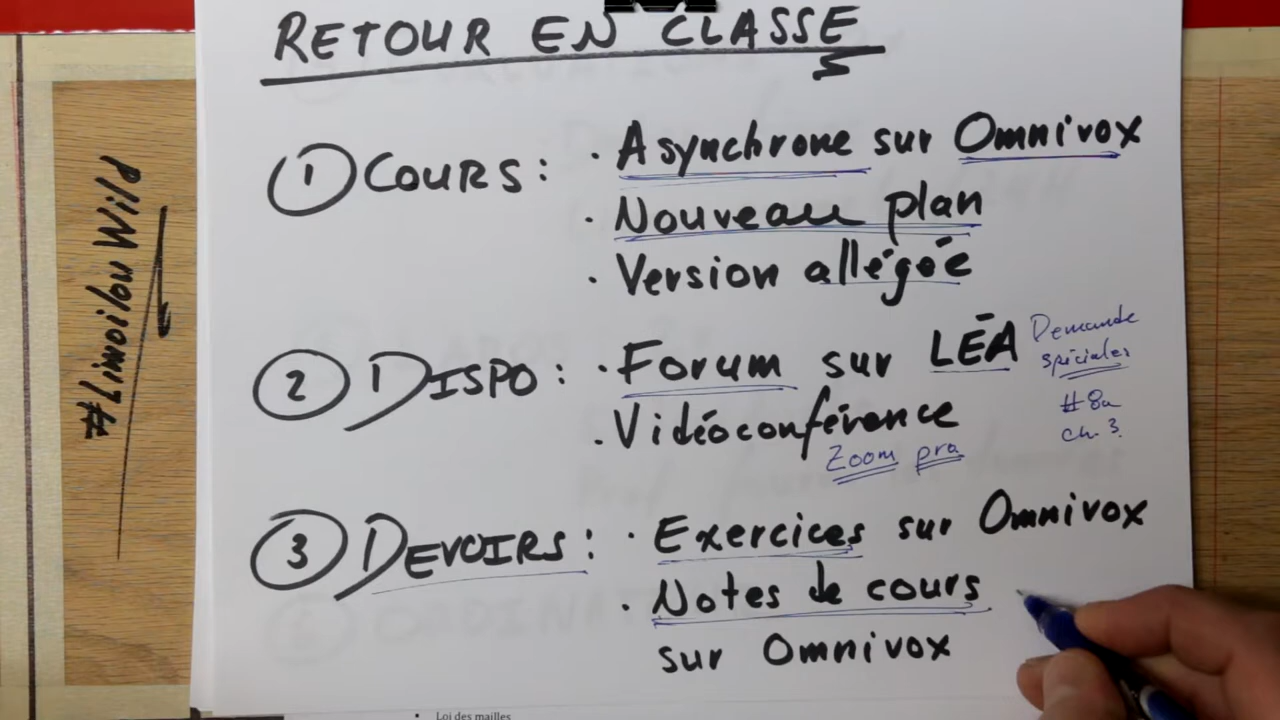 RETOUR EN CLASSE
① COURS : · Asynchrone sur Omnivox
· Nouveau plan
· Version allégée
② DISPO : · Forum sur LÉA
Demande
spéciales
#8a
ch. 3
· Vidéoconférence
Zoom pro
③ DEVOIRS : · Exercices sur Omnivox
· Notes de cours
sur Omnivox
#Limoilou Wild
• Loi des mailles